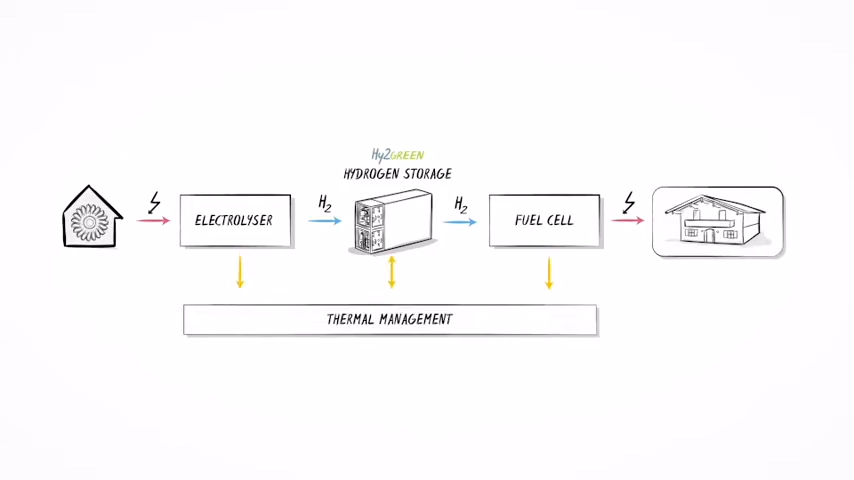 Hy2GREEN
HYDROGEN STORAGE
H₂
H₂
ELECTROLYSER
FUEL CELL
THERMAL MANAGEMENT